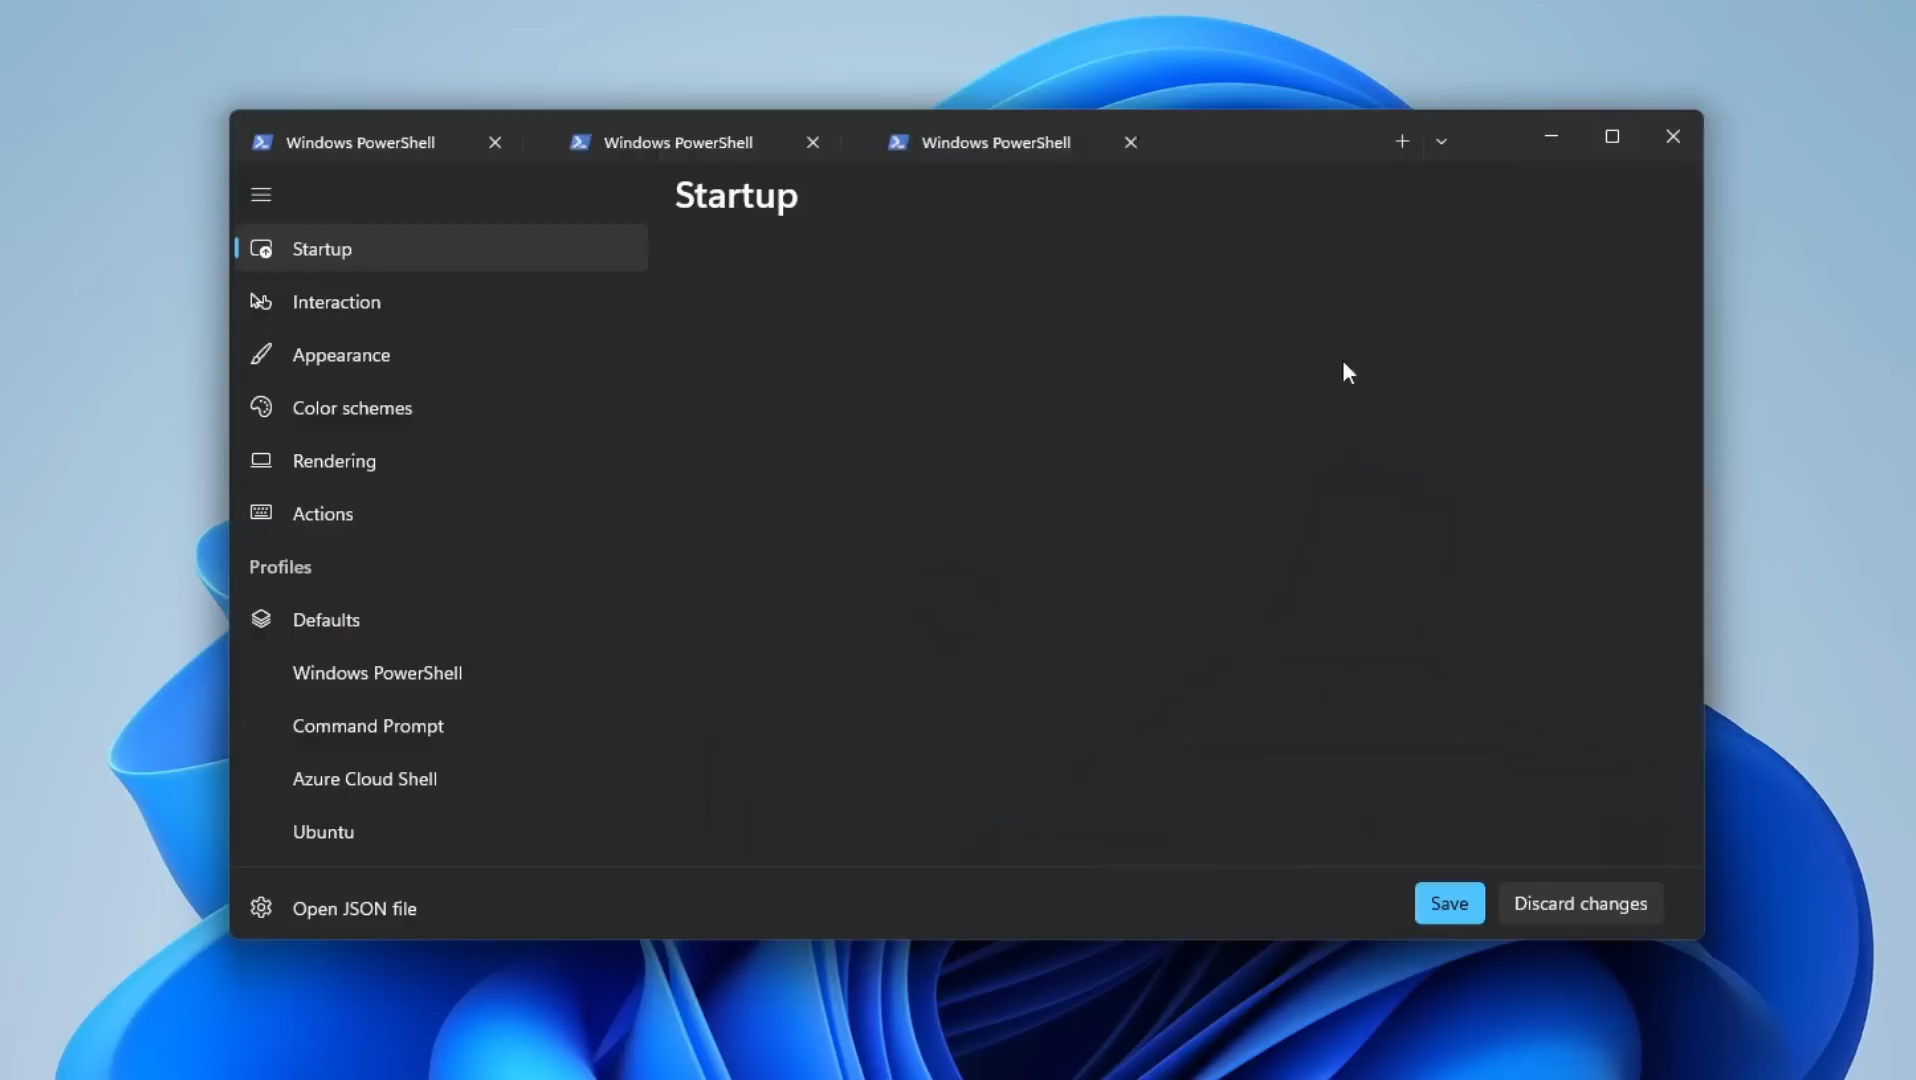 Windows PowerShell
Windows PowerShell
Windows PowerShell
Startup
Startup
Interaction
Appearance
Color schemes
Rendering
Actions
Profiles
Defaults
Windows PowerShell
Command Prompt
Azure Cloud Shell
Ubuntu
Open JSON file
Save
Discard changes